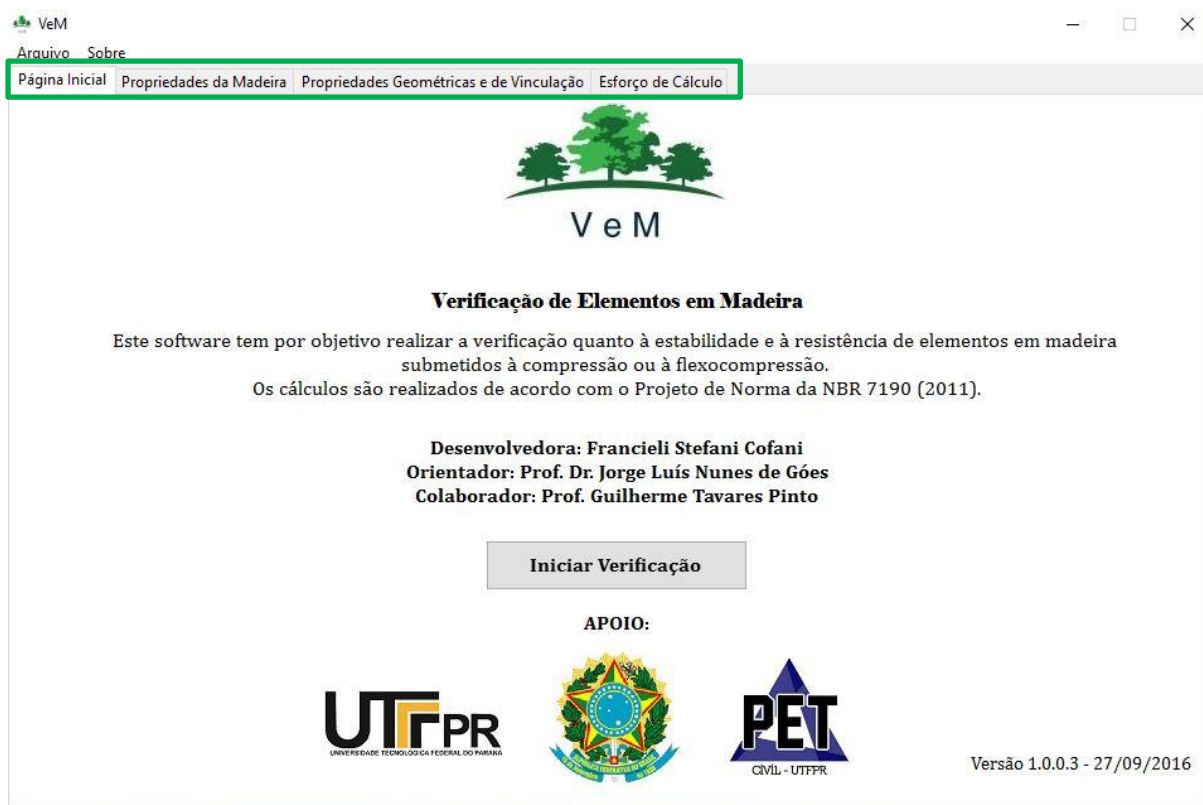 VeM
Arquivo Sobre
Página Inicial Propriedades da Madeira Propriedades Geométricas e de Vinculação Esforço de Cálculo
V e M
Verificação de Elementos em Madeira
Este software tem por objetivo realizar a verificação quanto à estabilidade e à resistência de elementos em madeira
submetidos à compressão ou à flexocompressão.
Os cálculos são realizados de acordo com o Projeto de Norma da NBR 7190 (2011).
Desenvolvedora: Francieli Stefani Cofani
Orientador: Prof. Dr. Jorge Luís Nunes de Góes
Colaborador: Prof. Guilherme Tavares Pinto
Iniciar Verificação
APOIO:
UTFPR
UNIVERSIDADE TECNOLÓGICA FEDERAL DO PARANÁ
PET
CIVIL - UTFPR
Versão 1.0.0.3 - 27/09/2016